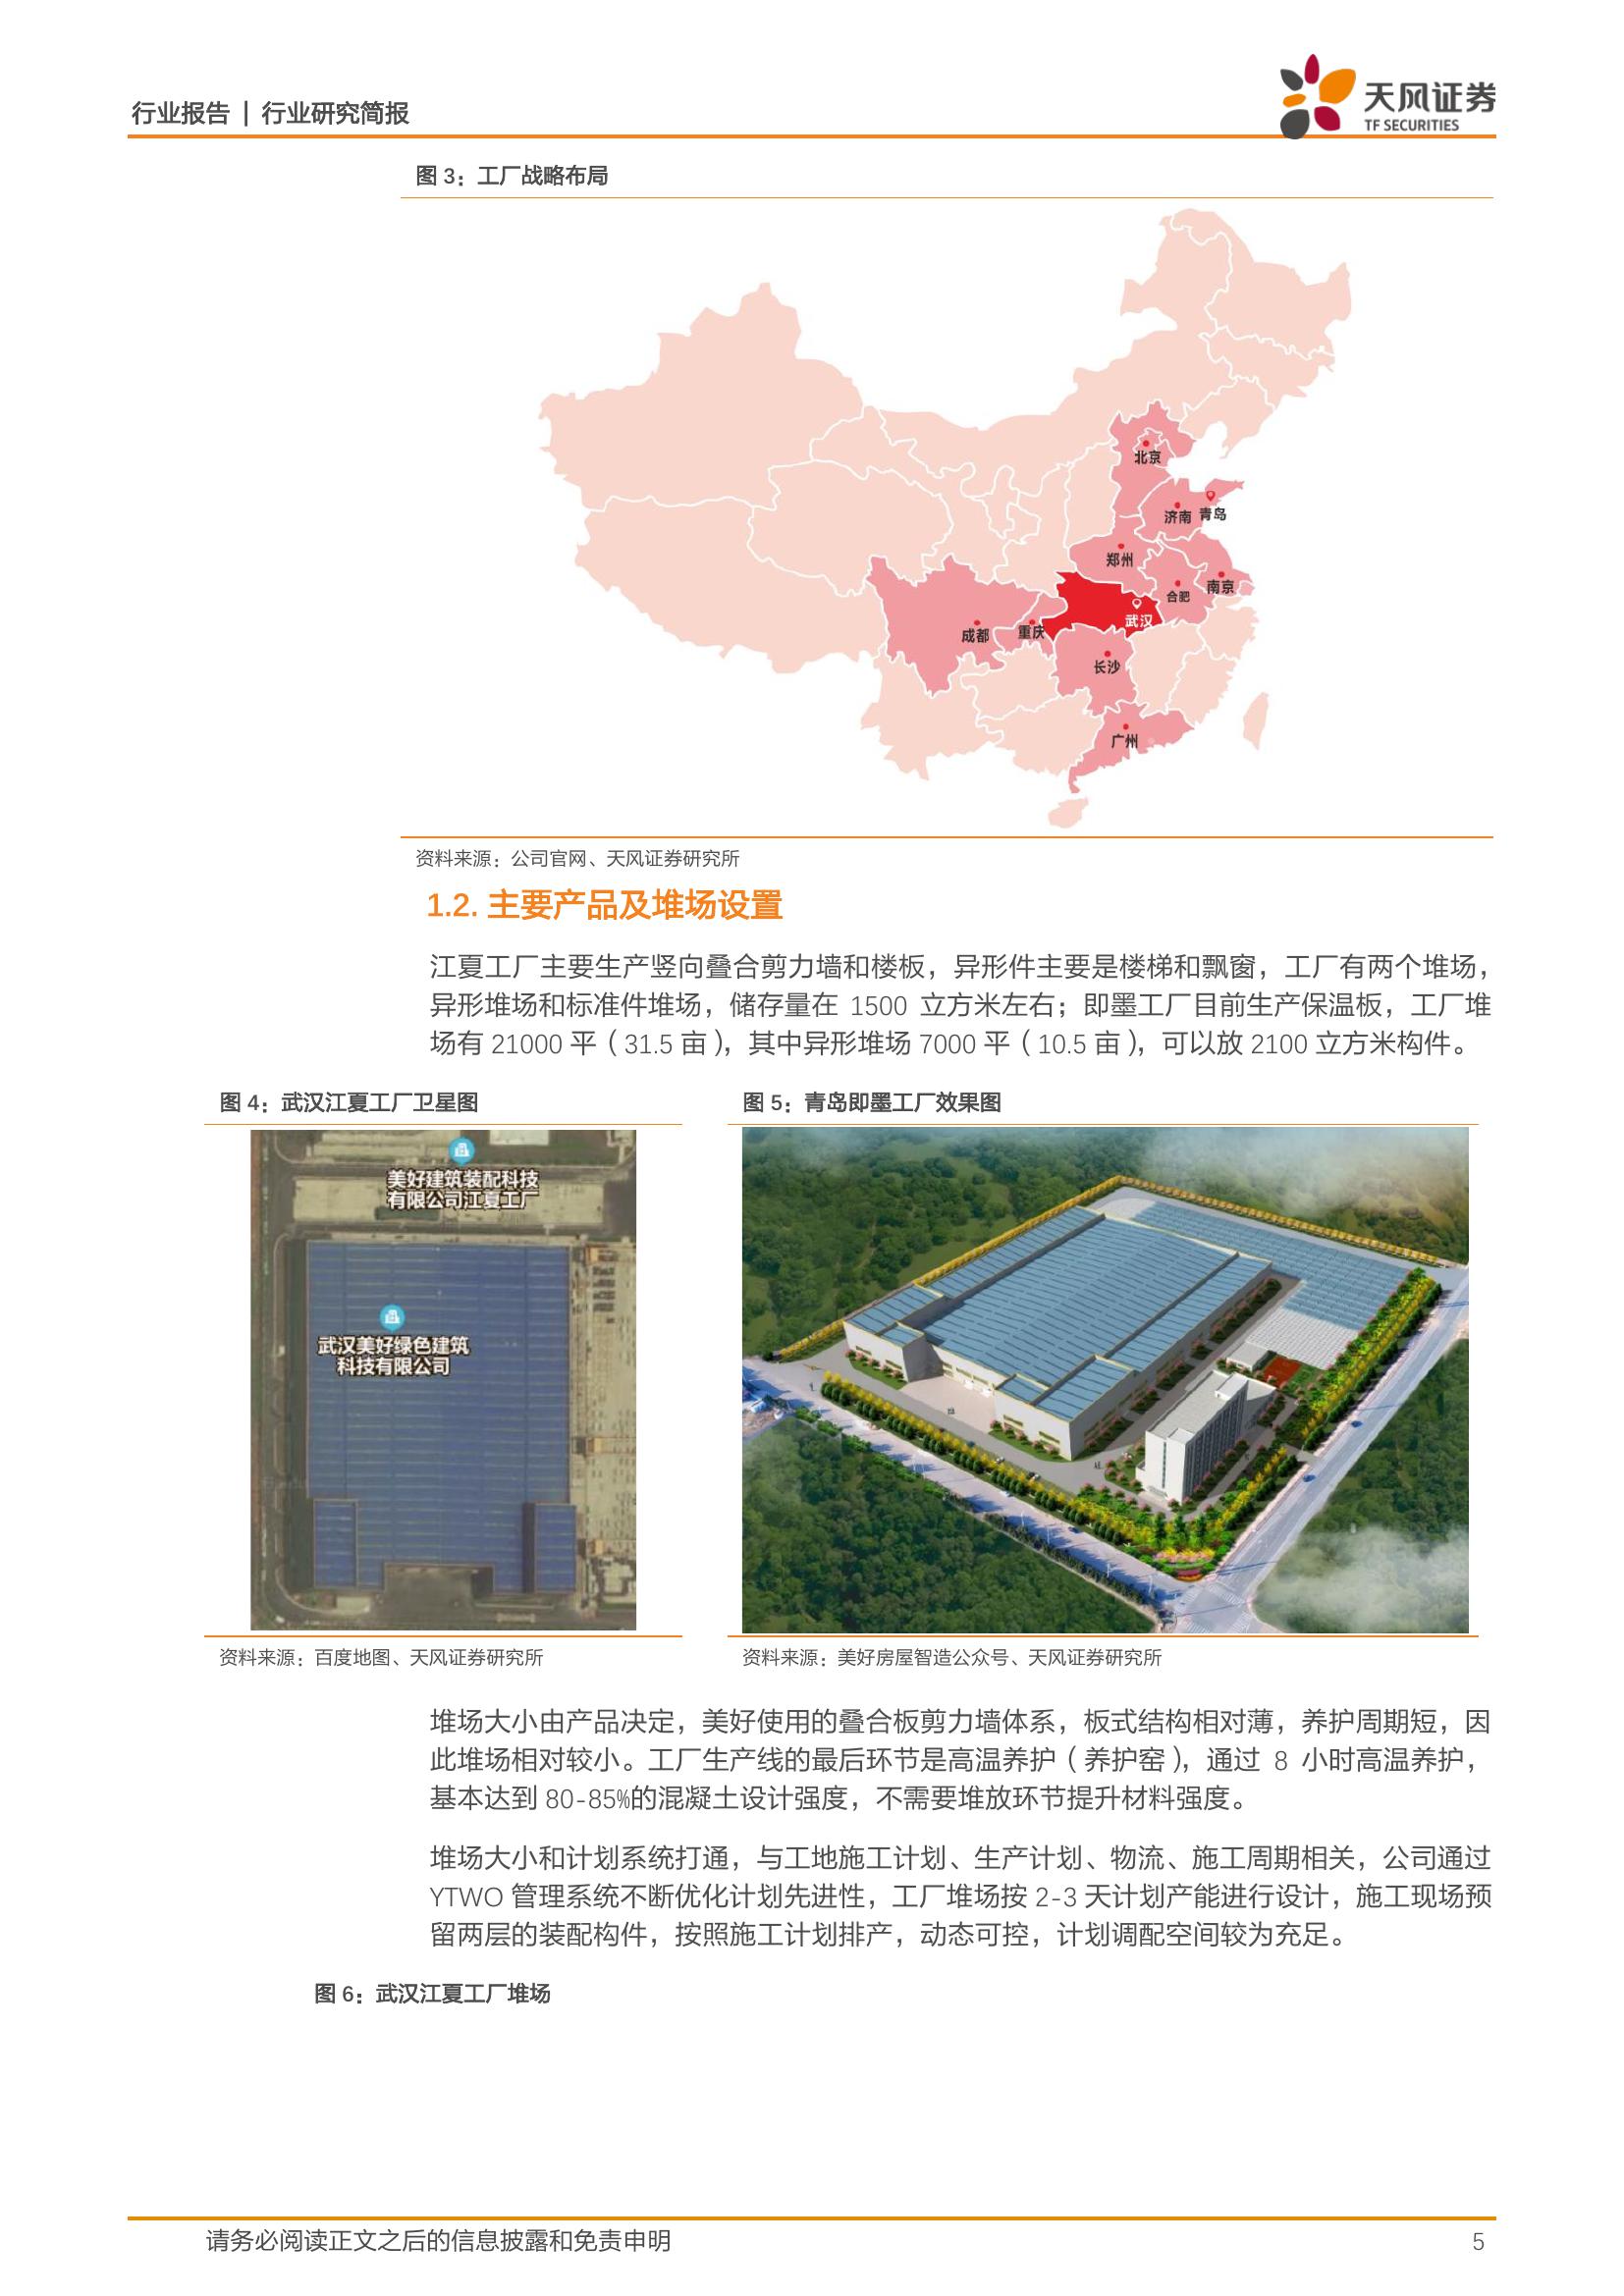 行业报告 | 行业研究简报
天风证券
TF SECURITIES
图 3：工厂战略布局
北京
济南 青岛
郑州
合肥 南京
武汉
成都 重庆
长沙
广州
资料来源：公司官网、天风证券研究所
1.2. 主要产品及堆场设置
江夏工厂主要生产竖向叠合剪力墙和楼板，异形件主要是楼梯和飘窗，工厂有两个堆场，
异形堆场和标准件堆场，储存量在 1500 立方米左右；即墨工厂目前生产保温板，工厂堆
场有 21000 平（31.5 亩），其中异形堆场 7000 平（10.5 亩），可以放 2100 立方米构件。
图 4：武汉江夏工厂卫星图
美好建筑装配科技
有限公司江夏工厂
武汉美好绿色建筑
科技有限公司
资料来源：百度地图、天风证券研究所
图 5：青岛即墨工厂效果图
资料来源：美好房屋智造公众号、天风证券研究所
堆场大小由产品决定，美好使用的叠合板剪力墙体系，板式结构相对薄，养护周期短，因
此堆场相对较小。工厂生产线的最后环节是高温养护（养护窑），通过 8 小时高温养护，
基本达到 80-85%的混凝土设计强度，不需要堆放环节提升材料强度。
堆场大小和计划系统打通，与工地施工计划、生产计划、物流、施工周期相关，公司通过
YTWO 管理系统不断优化计划先进性，工厂堆场按 2-3 天计划产能进行设计，施工现场预
留两层的装配构件，按照施工计划排产，动态可控，计划调配空间较为充足。
图 6：武汉江夏工厂堆场
请务必阅读正文之后的信息披露和免责申明
5